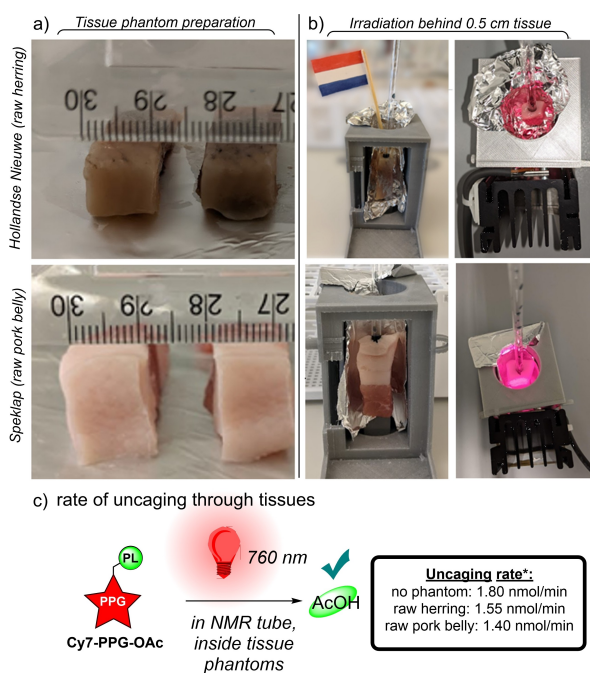 a) Tissue phantom preparation
b) Irradiation behind 0.5 cm tissue
Hollandse Nieuwe (raw herring)
30 29 28 27
Speklap (raw pork belly)
30 29 28 27
c) rate of uncaging through tissues
PL
PPG
Cy7-PPG-OAc
760 nm
in NMR tube,
inside tissue
phantoms
AcOH
Uncaging rate*:
no phantom: 1.80 nmol/min
raw herring: 1.55 nmol/min
raw pork belly: 1.40 nmol/min